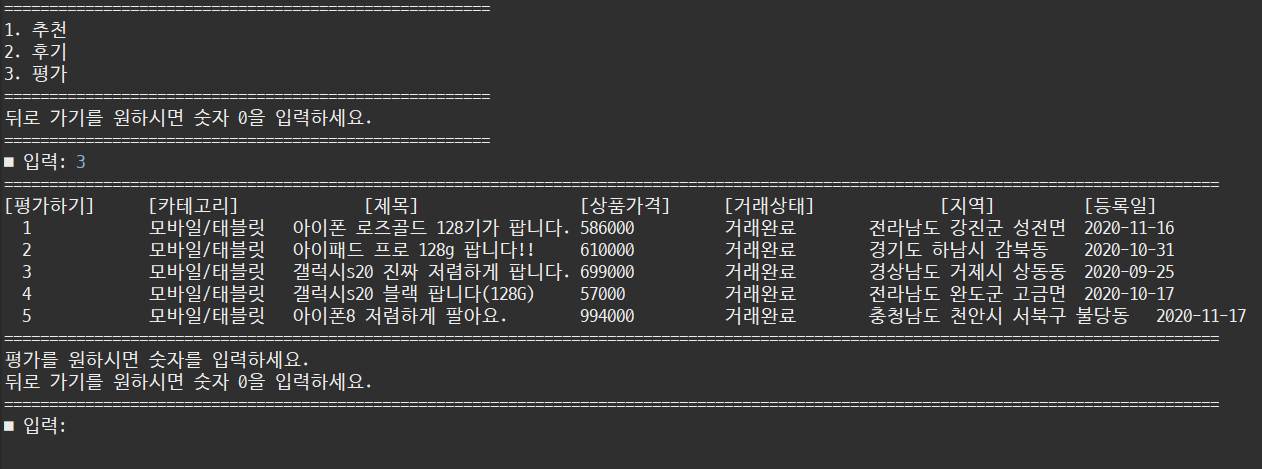 ======================================================
1. 추천
2. 후기
3. 평가
======================================================
뒤로 가기를 원하시면 숫자 0을 입력하세요.
======================================================
■ 입력: 3
=======================================================================================================================================
[평가하기] [카테고리] [제목] [상품가격] [거래상태] [지역] [등록일]
1 모바일/태블릿 아이폰 로즈골드 128기가 팝니다. 586000 거래완료 전라남도 강진군 성전면 2020-11-16
2 모바일/태블릿 아이패드 프로 128g 팝니다!! 610000 거래완료 경기도 하남시 감북동 2020-10-31
3 모바일/태블릿 갤럭시s20 진짜 저렴하게 팝니다. 699000 거래완료 경상남도 거제시 상동동 2020-09-25
4 모바일/태블릿 갤럭시s20 블랙 팝니다(128G) 57000 거래완료 전라남도 완도군 고금면 2020-10-17
5 모바일/태블릿 아이폰8 저렴하게 팔아요. 994000 거래완료 충청남도 천안시 서북구 불당동 2020-11-17
=======================================================================================================================================
평가를 원하시면 숫자를 입력하세요.
뒤로 가기를 원하시면 숫자 0을 입력하세요.
=======================================================================================================================================
■ 입력: